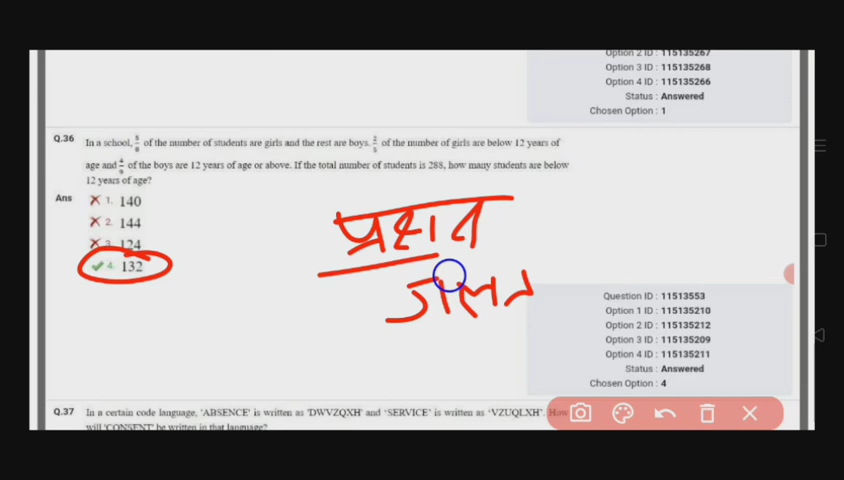 Option 2 ID : 115135267
Option 3 ID : 115135268
Option 4 ID : 115135266
Status : Answered
Chosen Option : 1
Q.36 In a school, 5/8 of the number of students are girls and the rest are boys. 2/5 of the number of girls are below 12 years of
age and 4/9 of the boys are 12 years of age or above. If the total number of students is 288, how many students are below
12 years of age?
Ans 1. 140
2. 144
3. 124
4. 132
Question ID : 11513553
Option 1 ID : 115135210
Option 2 ID : 115135212
Option 3 ID : 115135209
Option 4 ID : 115135211
Status : Answered
Chosen Option : 4
Q.37 In a certain code language, 'ABSENCE' is written as 'DWVZQXH' and 'SERVICE' is written as 'VZUQLXH'. How
will 'CONSENT' be written in that language?